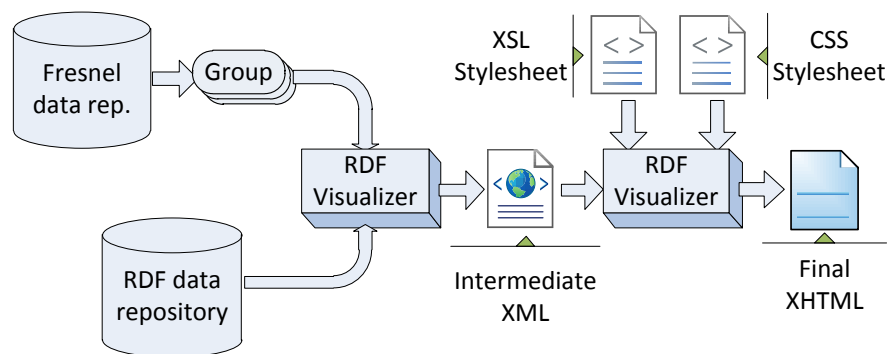 Fresnel
data rep.
Group
XSL
Stylesheet
< >
< >
CSS
Stylesheet
RDF
Visualizer
< >
RDF
Visualizer
RDF data
repository
Intermediate
XML
Final
XHTML